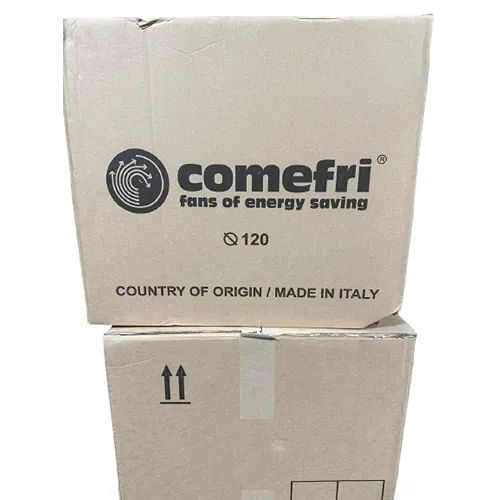 comefri®
fans of energy saving
⌀ 120
COUNTRY OF ORIGIN / MADE IN ITALY